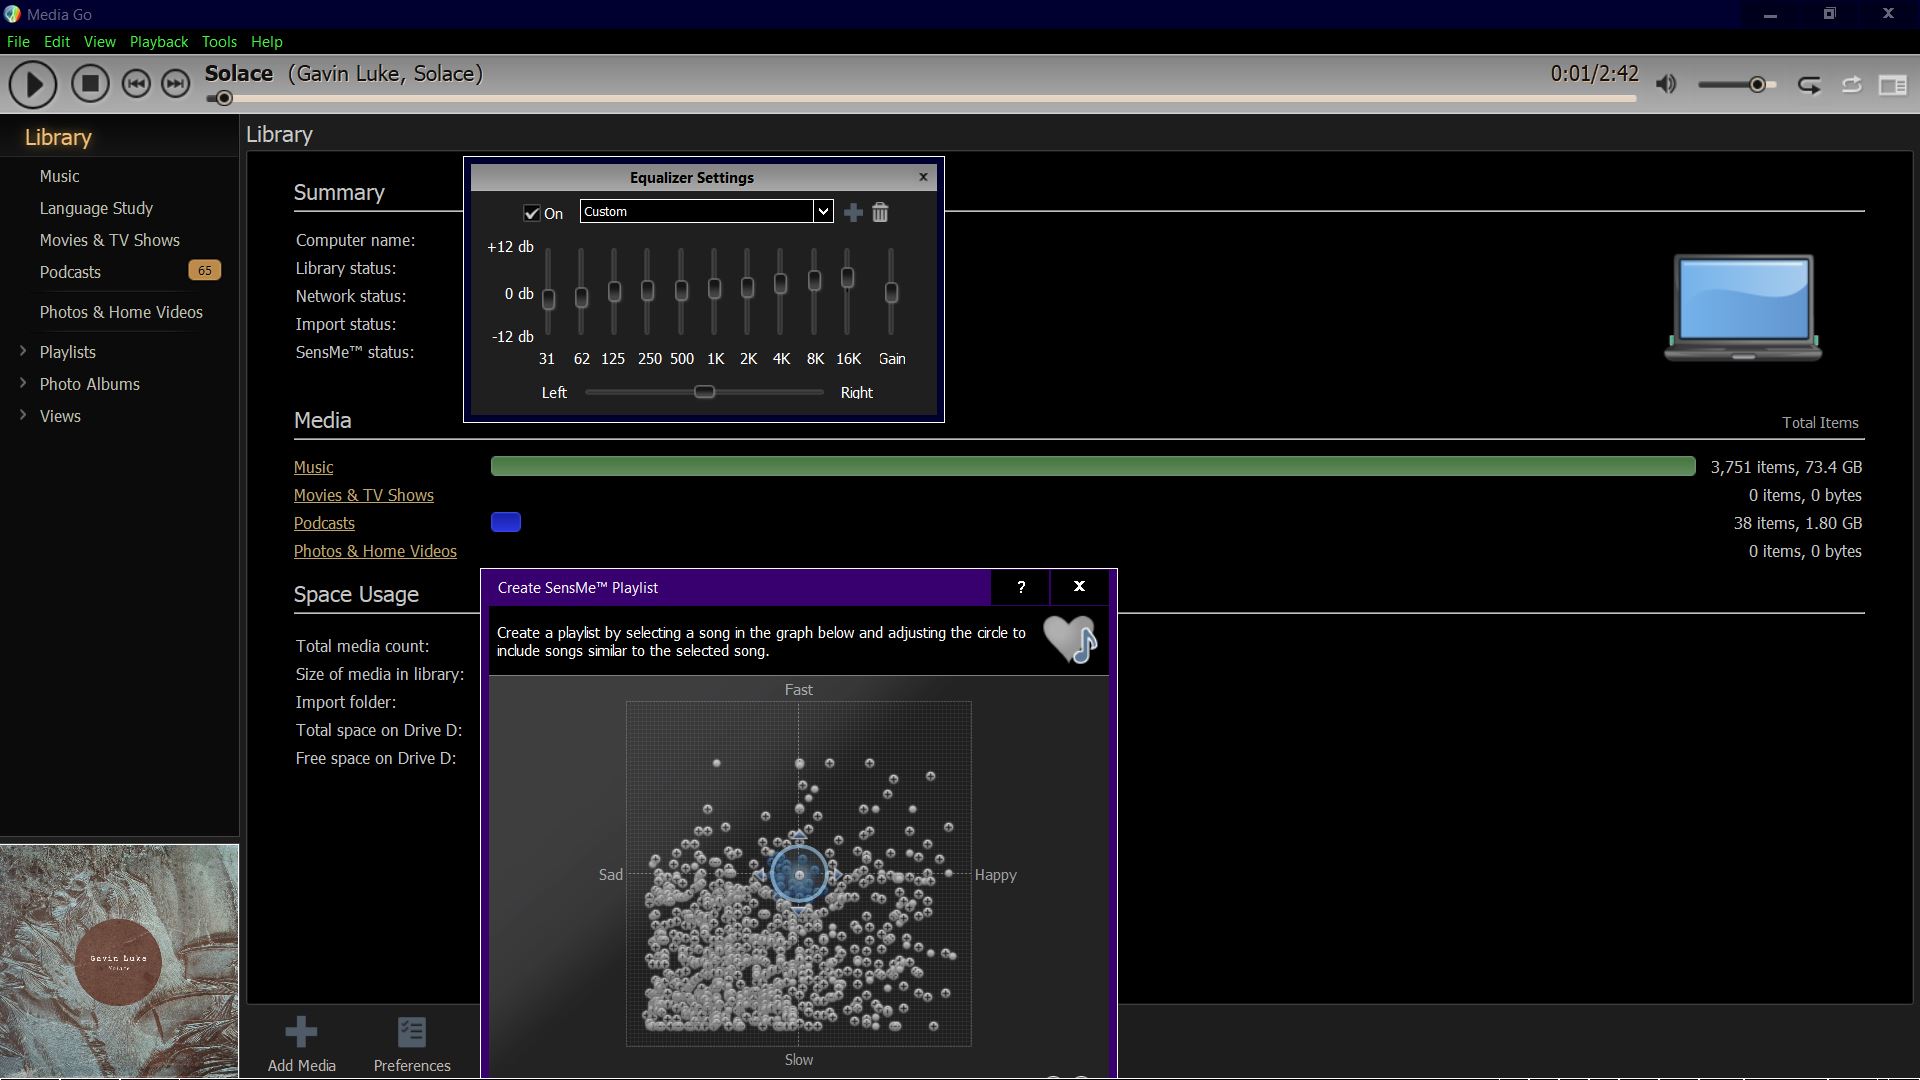 Media Go
File Edit View Playback Tools Help
Solace (Gavin Luke, Solace)
0:01/2:42
Library
Music
Language Study
Movies & TV Shows
Podcasts 65
Photos & Home Videos
Playlists
Photo Albums
Views
Gavin Luke
Solace
Library
Summary
Computer name:
Library status:
Network status:
Import status:
SensMe™ status:
Equalizer Settings x
On Custom
+12 db
0 db
-12 db
31 62 125 250 500 1K 2K 4K 8K 16K Gain
Left Right
Media Total Items
Music 3,751 items, 73.4 GB
Movies & TV Shows 0 items, 0 bytes
Podcasts 38 items, 1.80 GB
Photos & Home Videos 0 items, 0 bytes
Space Usage
Total media count:
Size of media in library:
Import folder:
Total space on Drive D:
Free space on Drive D:
Create SensMe™ Playlist ? x
Create a playlist by selecting a song in the graph below and adjusting the circle to
include songs similar to the selected song.
Fast
Sad Happy
Slow
Add Media Preferences